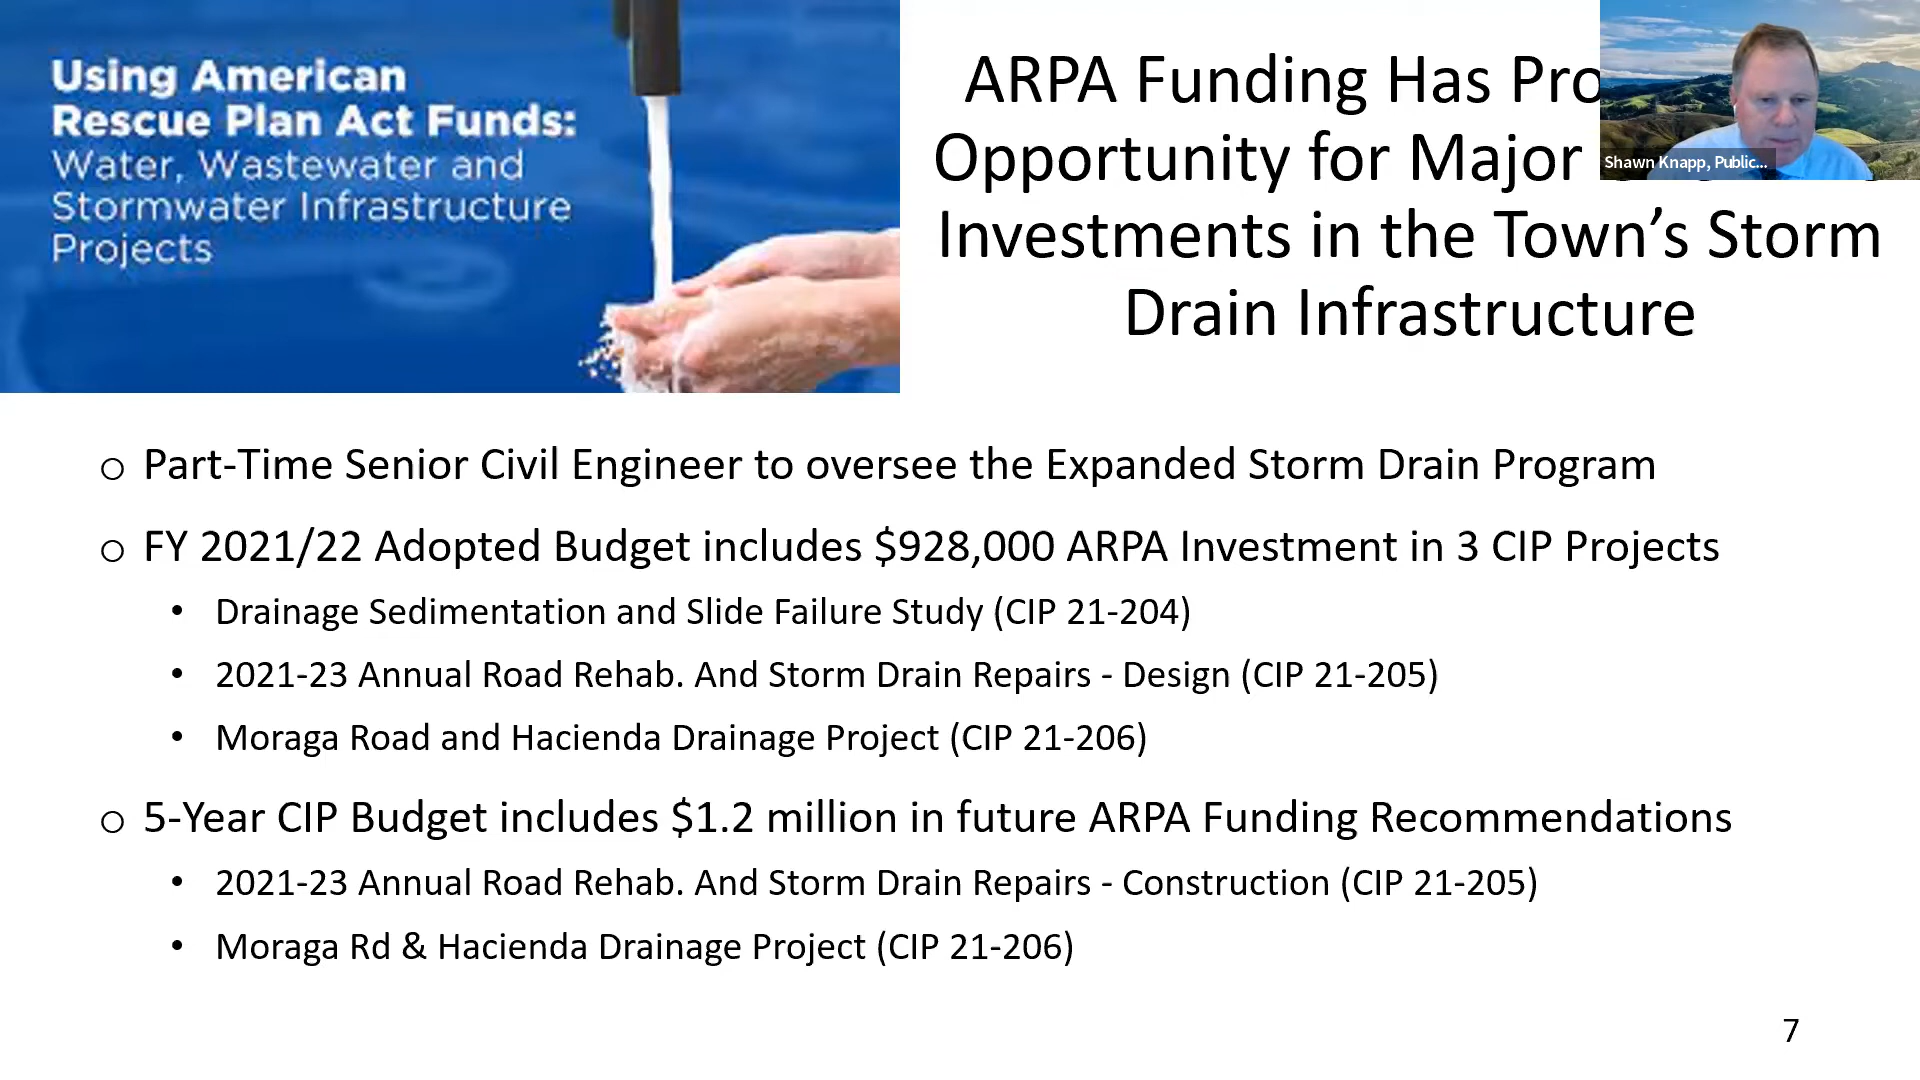 Using American
Rescue Plan Act Funds:
Water, Wastewater and
Stormwater Infrastructure
Projects
ARPA Funding Has Pro
Opportunity for Major
Investments in the Town’s Storm
Drain Infrastructure
Shawn Knapp, Public...
o Part-Time Senior Civil Engineer to oversee the Expanded Storm Drain Program
o FY 2021/22 Adopted Budget includes $928,000 ARPA Investment in 3 CIP Projects
• Drainage Sedimentation and Slide Failure Study (CIP 21-204)
• 2021-23 Annual Road Rehab. And Storm Drain Repairs - Design (CIP 21-205)
• Moraga Road and Hacienda Drainage Project (CIP 21-206)
o 5-Year CIP Budget includes $1.2 million in future ARPA Funding Recommendations
• 2021-23 Annual Road Rehab. And Storm Drain Repairs - Construction (CIP 21-205)
• Moraga Rd & Hacienda Drainage Project (CIP 21-206)
7